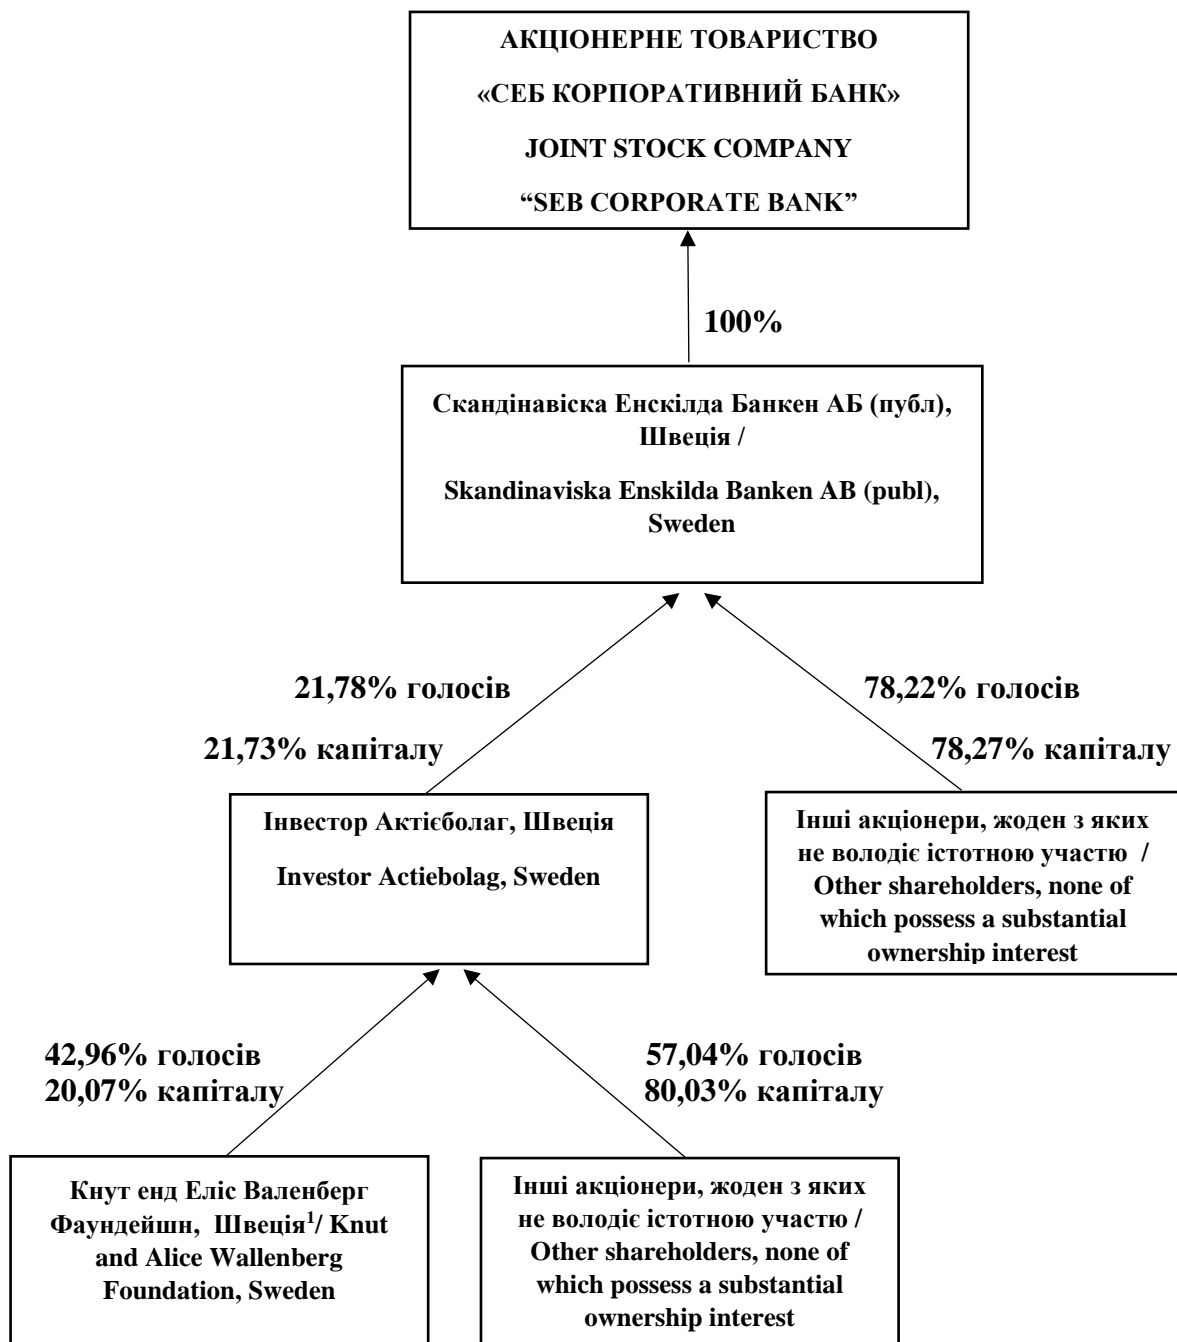 АКЦІОНЕРНЕ ТОВАРИСТВО
«СЕБ КОРПОРАТИВНИЙ БАНК»
JOINT STOCK COMPANY
“SEB CORPORATE BANK”
100%
Скандінавіска Енскілда Банкен АБ (публ),
Швеція /
Skandinaviska Enskilda Banken AB (publ),
Sweden
21,78% голосів
21,73% капіталу
78,22% голосів
78,27% капіталу
Інвестор Актієболаг, Швеція
Investor Actiebolag, Sweden
Інші акціонери, жоден з яких
не володіє істотною участю /
Other shareholders, none of
which possess a substantial
ownership interest
42,96% голосів
20,07% капіталу
57,04% голосів
80,03% капіталу
Кнут енд Еліс Валенберг
Фаундейшн, Швеція¹/ Knut
and Alice Wallenberg
Foundation, Sweden
Інші акціонери, жоден з яких
не володіє істотною участю /
Other shareholders, none of
which possess a substantial
ownership interest